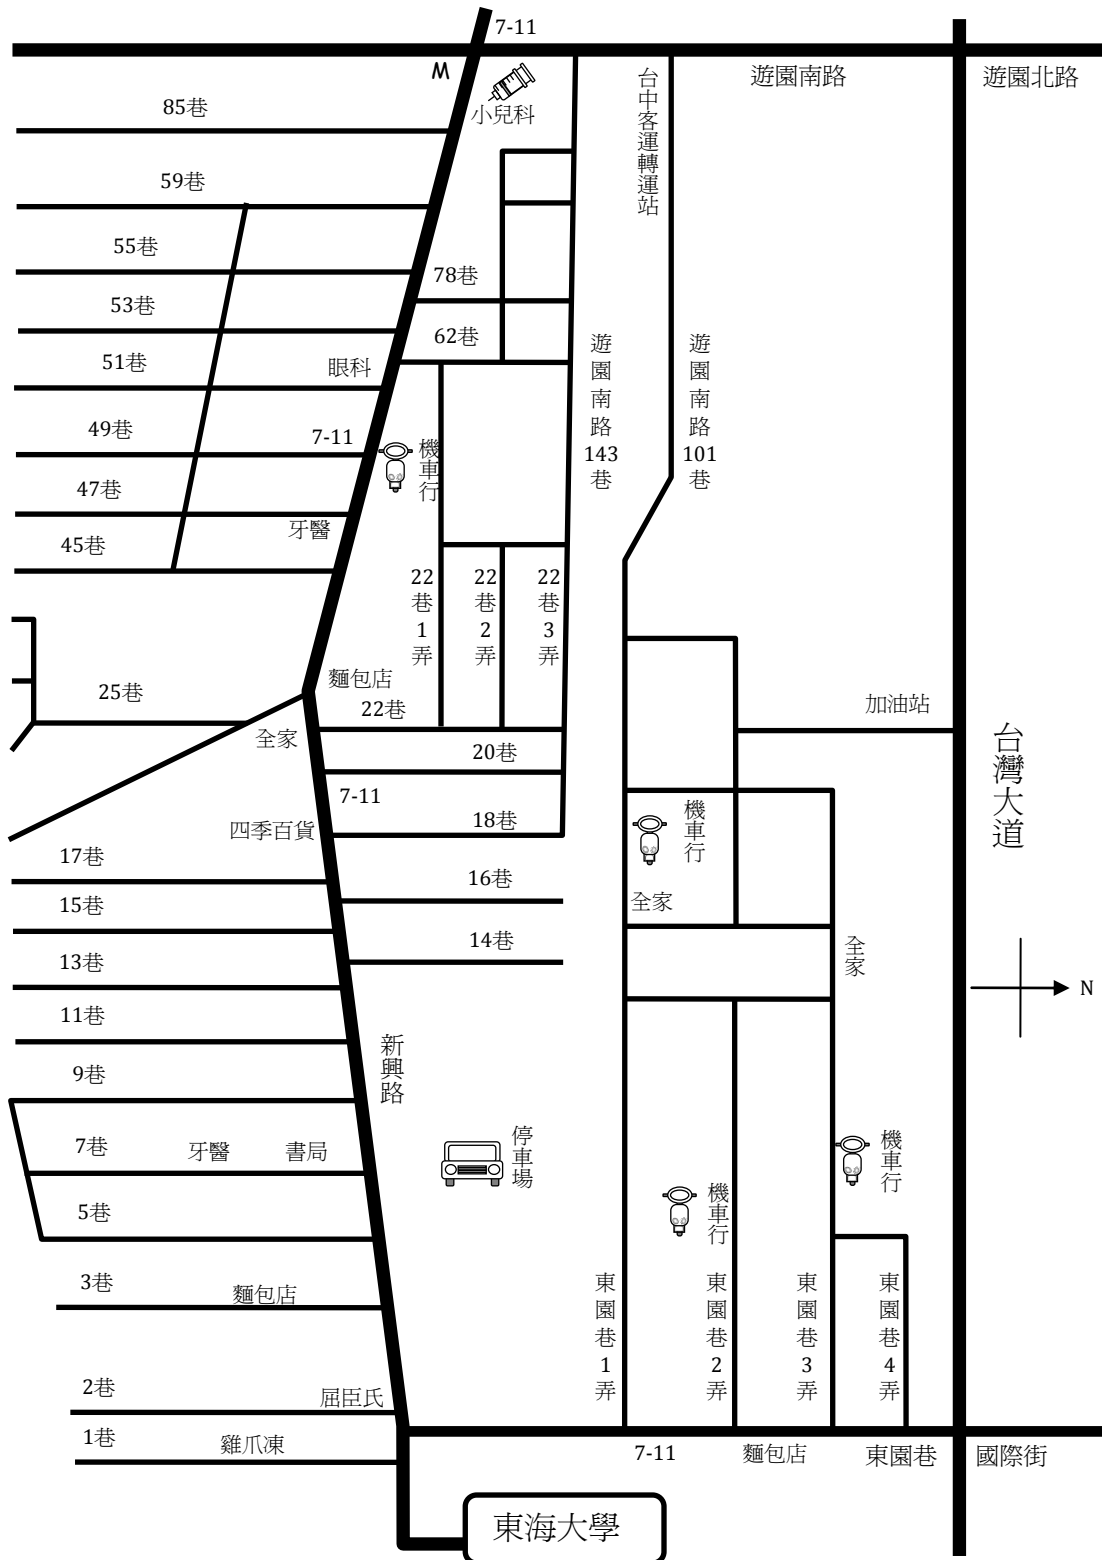 7-11
M
小兒科
台中客運轉運站
遊園南路
遊園北路
85巷
59巷
55巷
78巷
53巷
62巷
51巷
眼科
遊園南路143巷
遊園南路101巷
49巷
7-11
機車行
47巷
牙醫
45巷
22巷1弄
22巷2弄
22巷3弄
麵包店
25巷
22巷
加油站
全家
20巷
台灣大道
7-11
四季百貨
18巷
機車行
17巷
16巷
全家
15巷
14巷
全家
13巷
N
11巷
新興路
9巷
7巷
牙醫
書局
停車場
機車行
5巷
機車行
3巷
麵包店
東園巷1弄
東園巷2弄
東園巷3弄
東園巷4弄
2巷
屈臣氏
1巷
雞爪凍
7-11
麵包店
東園巷
國際街
東海大學